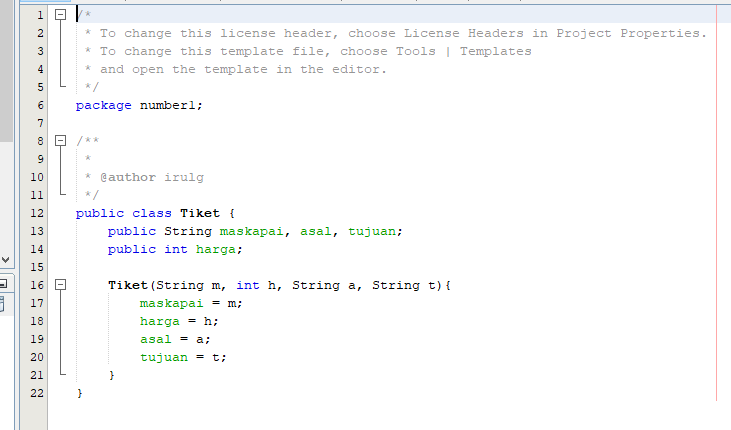 1 /*
2  * To change this license header, choose License Headers in Project Properties.
3  * To change this template file, choose Tools | Templates
4  * and open the template in the editor.
5  */
6 package number1;
7
8 /**
9  *
10  * @author irulg
11  */
12 public class Tiket {
13     public String maskapai, asal, tujuan;
14     public int harga;
15
16     Tiket(String m, int h, String a, String t){
17         maskapai = m;
18         harga = h;
19         asal = a;
20         tujuan = t;
21     }
22 }